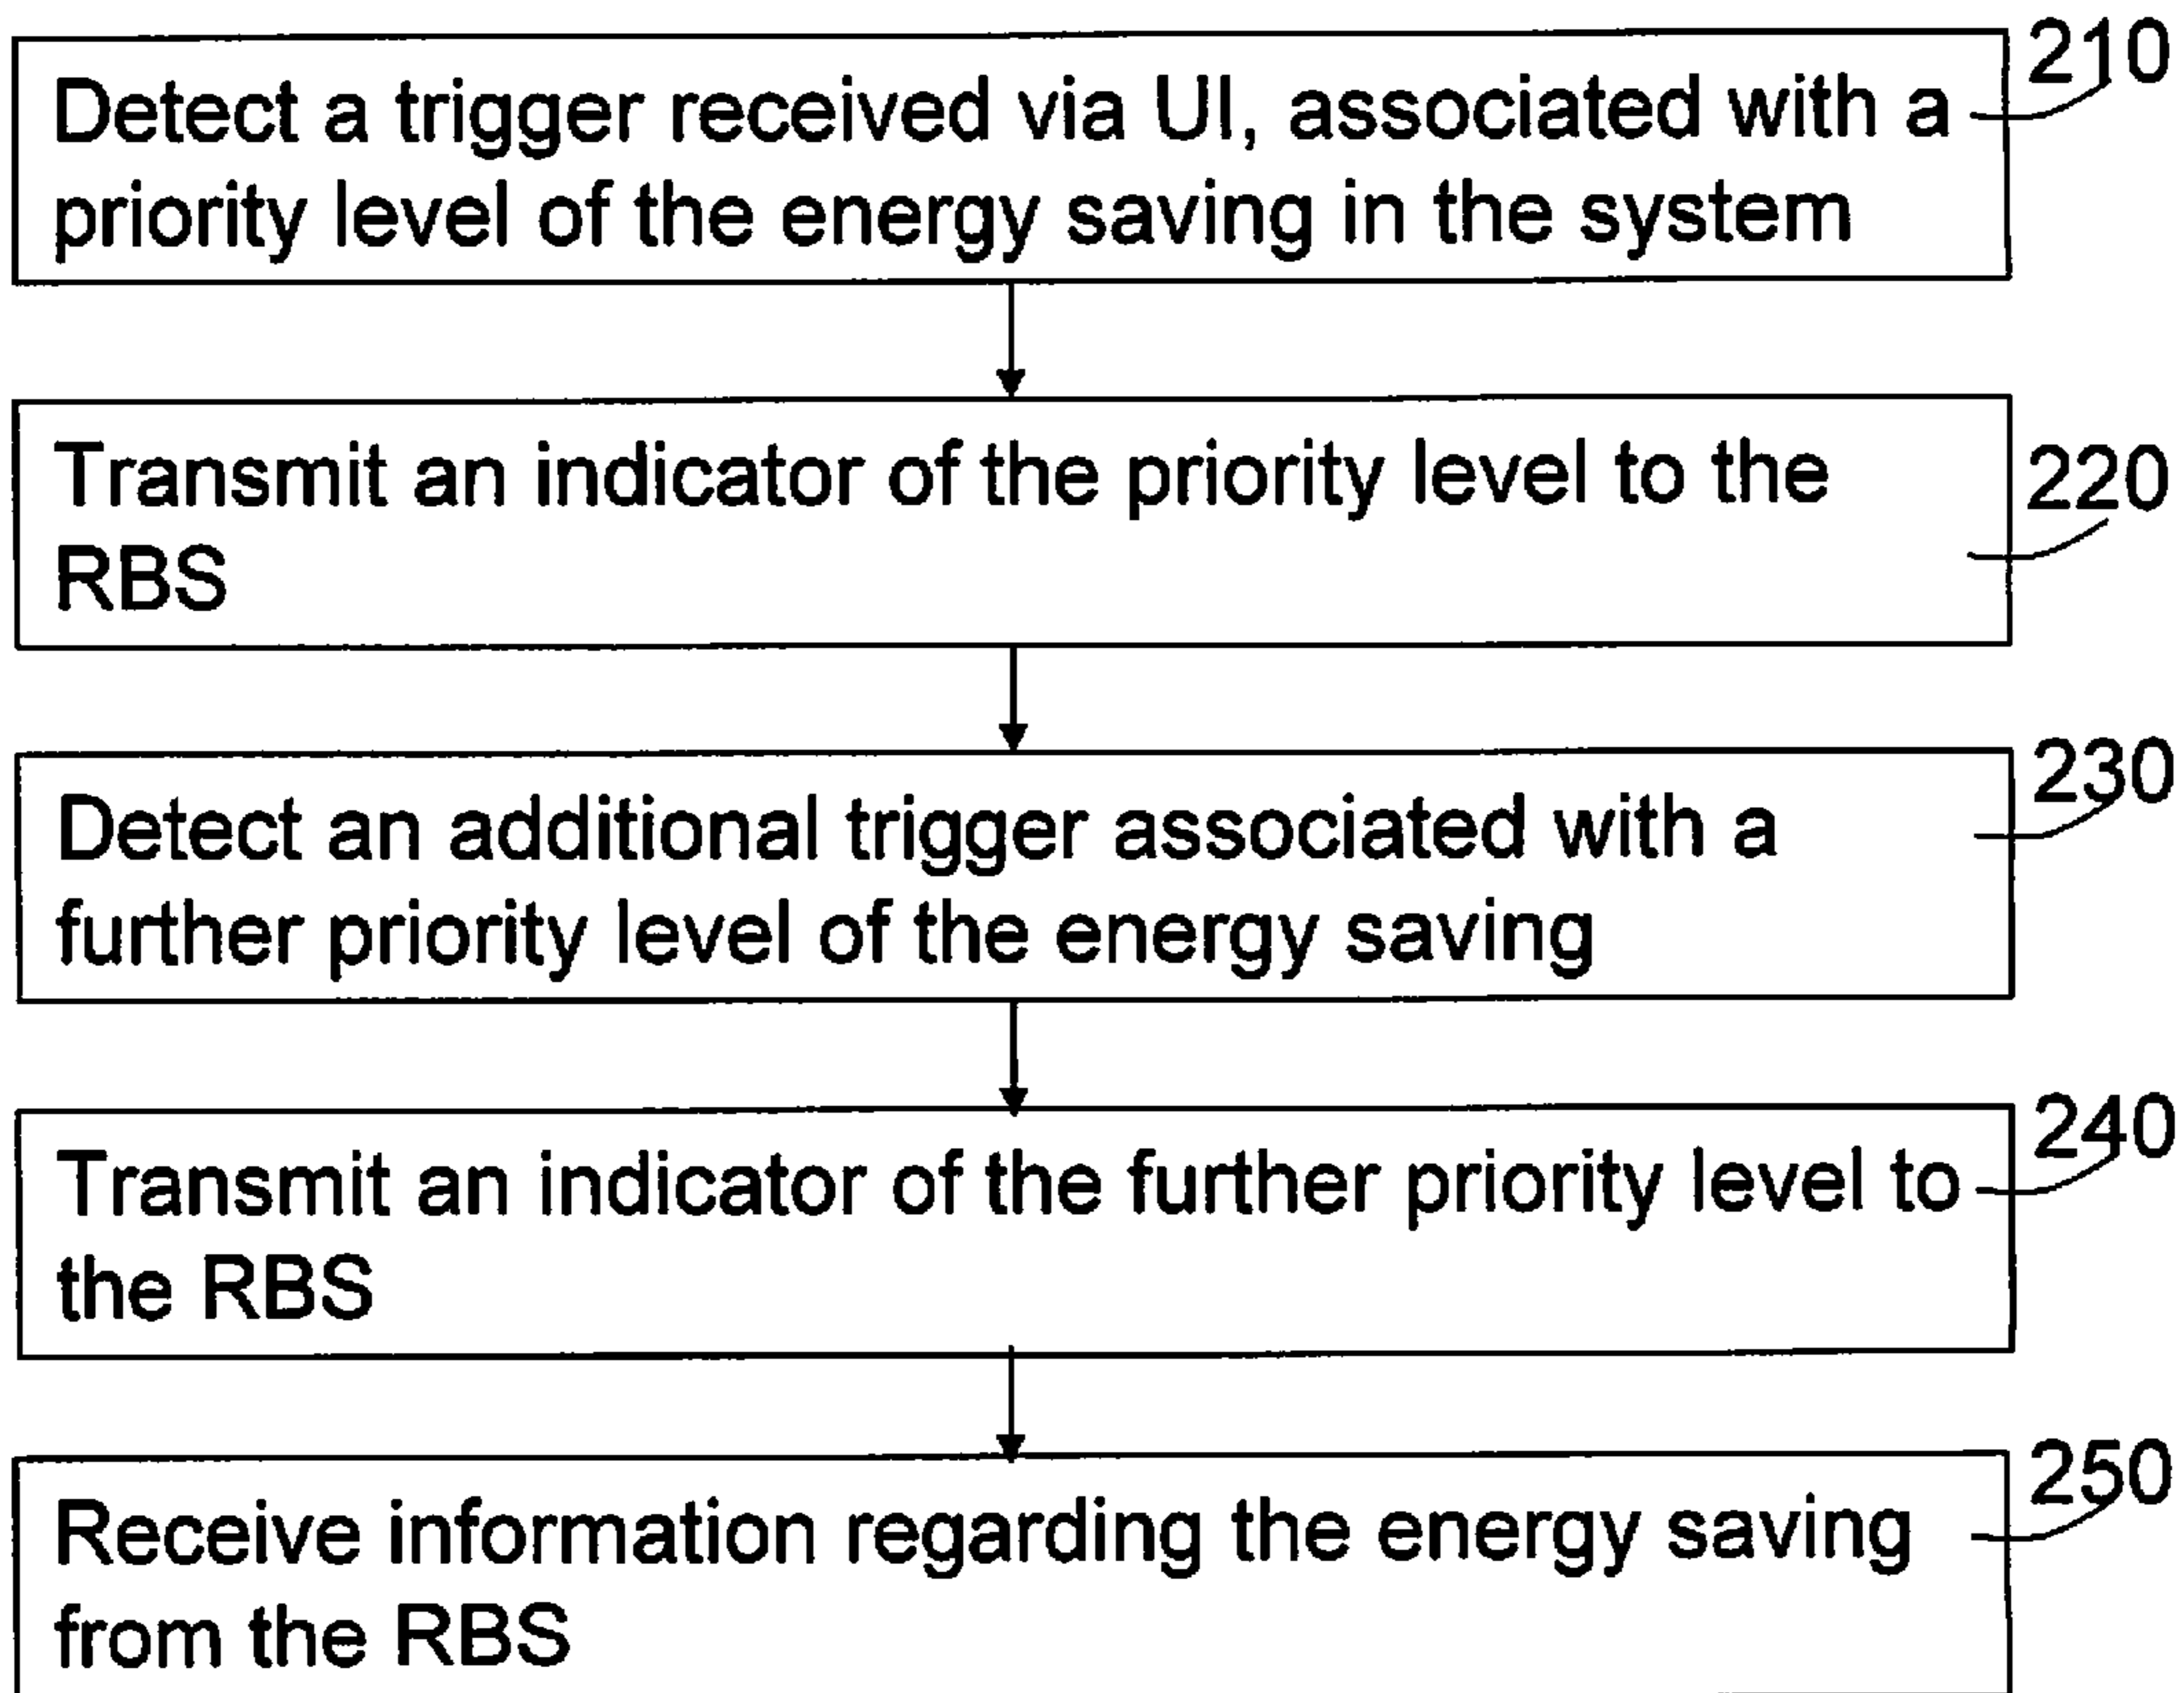 210
Detect a trigger received via UI, associated with a
priority level of the energy saving in the system
Transmit an indicator of the priority level to the
220
RBS
230
Detect an additional trigger associated with a
further priority level of the energy saving
240
Transmit an indicator of the further priority level to
the RBS
250
Receive information regarding the energy saving
from the RBS